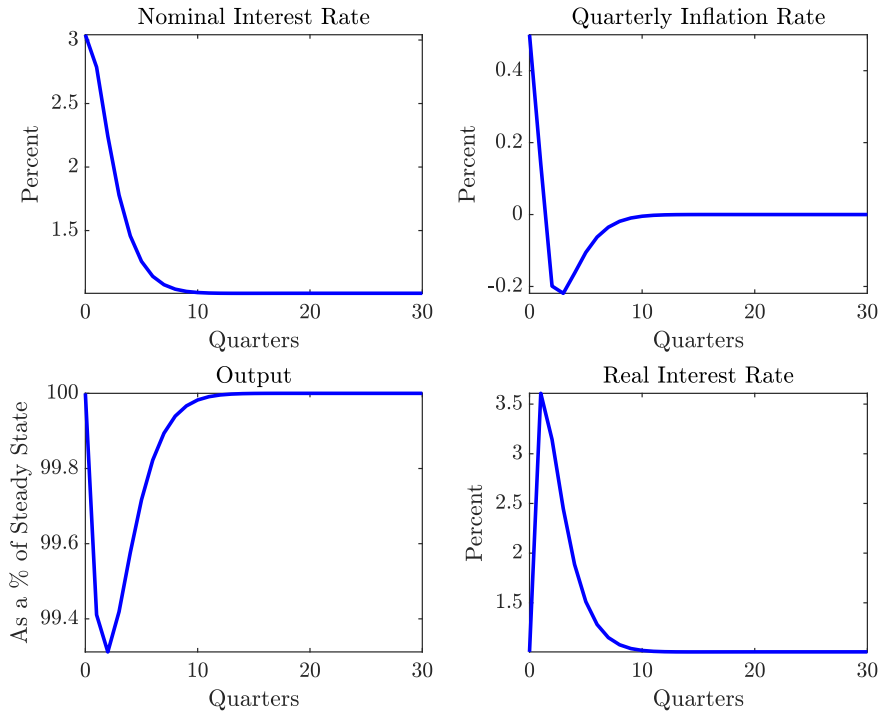 Nominal Interest Rate
3
2.5
2
1.5
Percent
0
10
20
30
Quarters
Quarterly Inflation Rate
0.4
0.2
0
-0.2
Percent
0
10
20
30
Quarters
Output
100
99.8
99.6
99.4
As a % of Steady State
0
10
20
30
Quarters
Real Interest Rate
3.5
3
2.5
2
1.5
Percent
0
10
20
30
Quarters